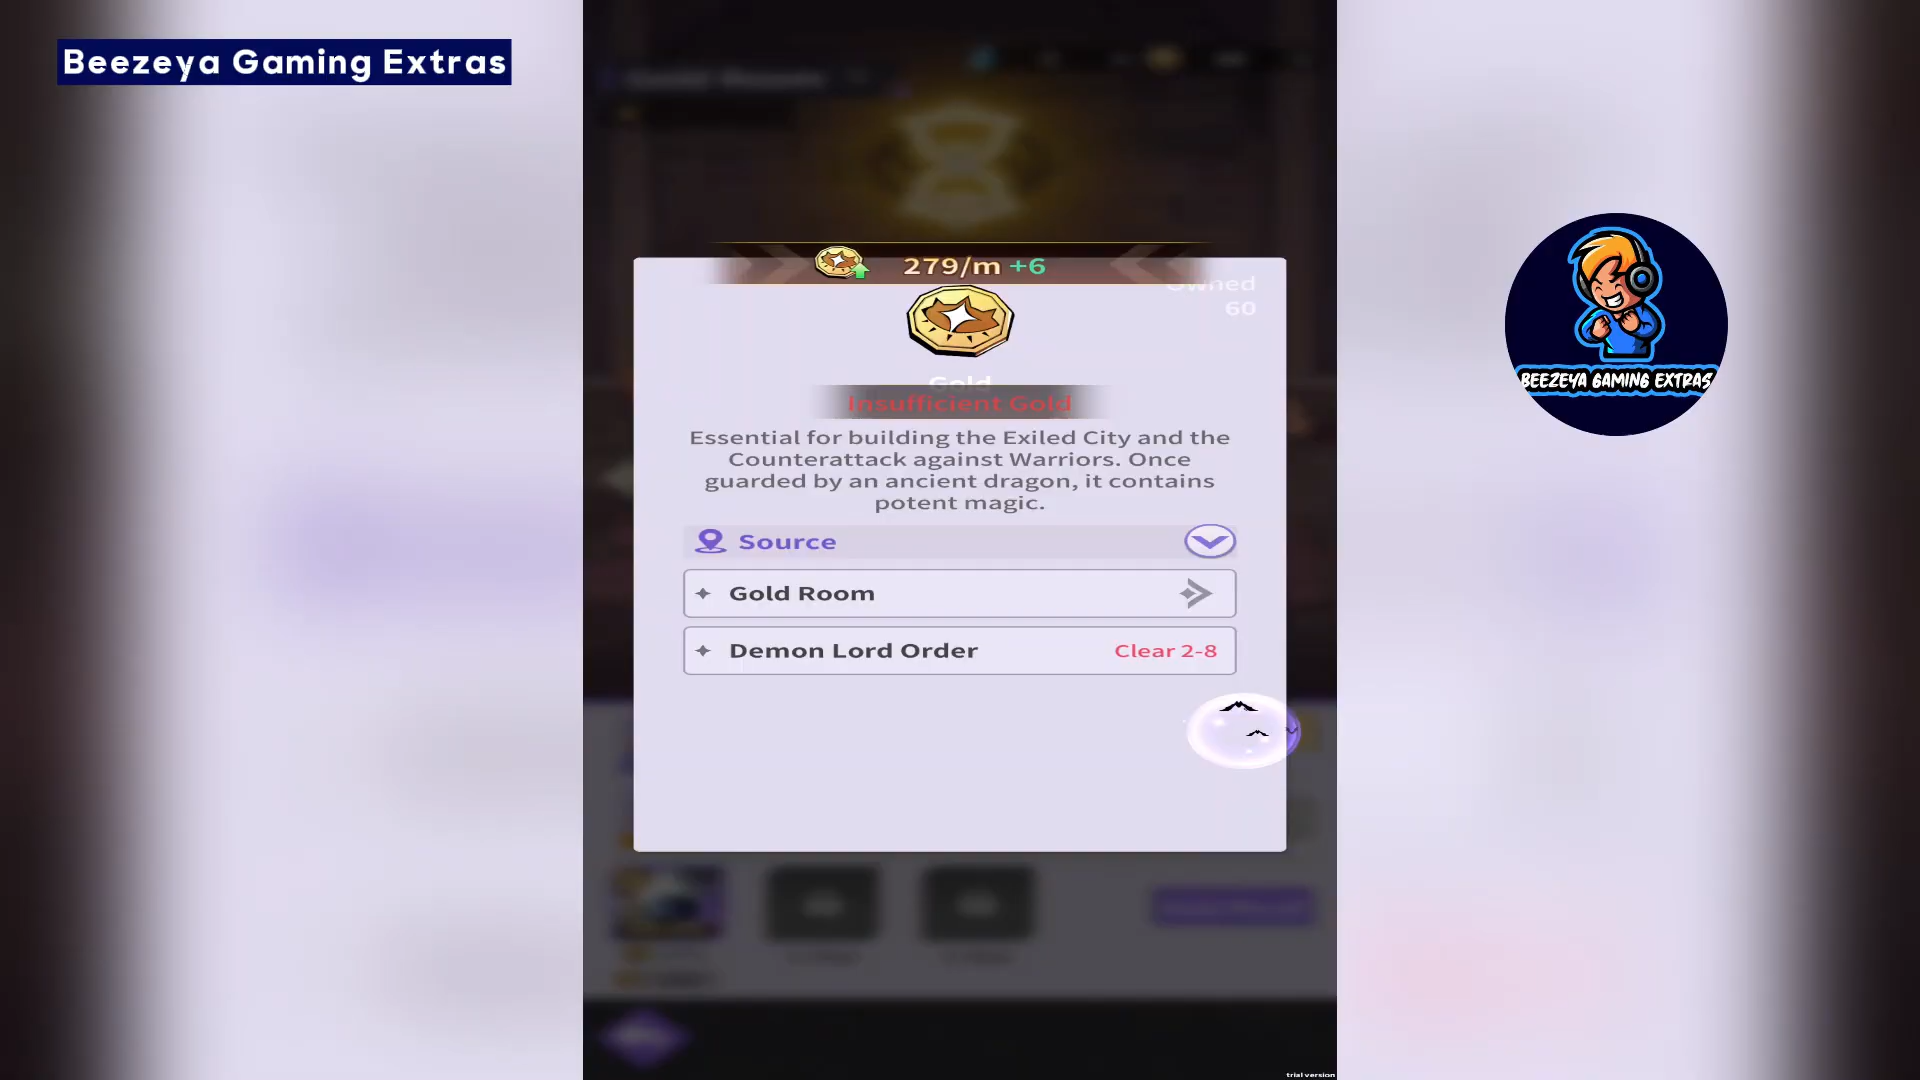 Beezeya Gaming Extras
279/m +6
Owned
60
Gold
Insufficient Gold
Essential for building the Exiled City and the
Counterattack against Warriors. Once
guarded by an ancient dragon, it contains
potent magic.
Source
Gold Room
Demon Lord Order
Clear 2-8
BEEZEYA GAMING EXTRAS
trial version